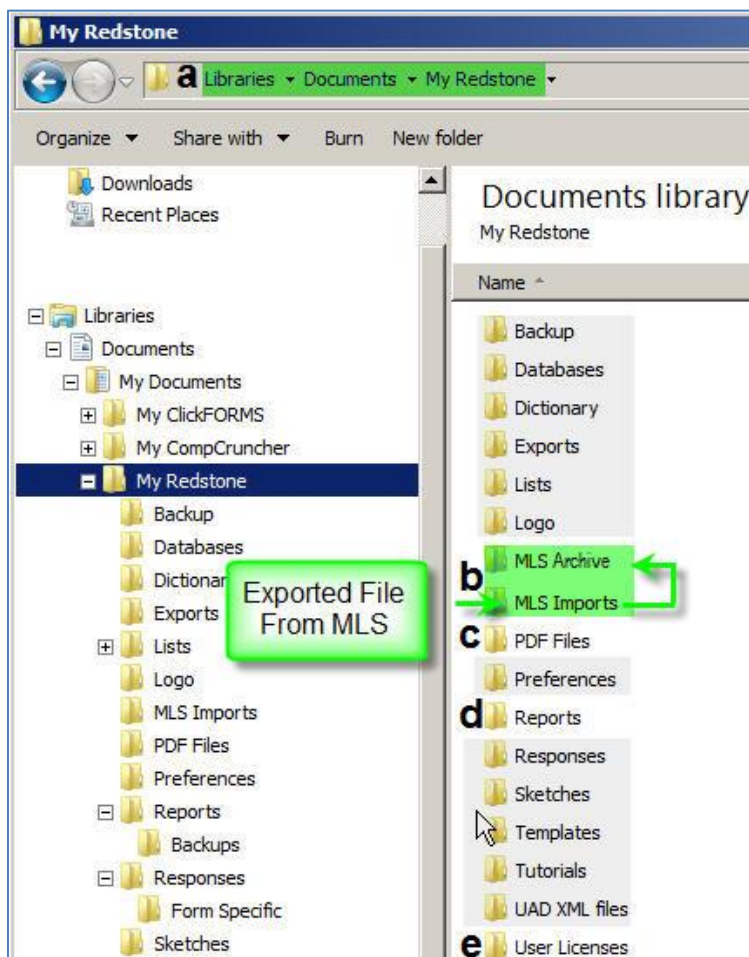 My Redstone
a Libraries Documents My Redstone
Organize Share with Burn New folder
Downloads
Recent Places
Libraries
Documents
My Documents
My ClickFORMS
My CompCruncher
My Redstone
Backup
Databases
Dictionar
Exports
Lists
Logo
MLS Imports
PDF Files
Preferences
Reports
Backups
Responses
Form Specific
Sketches
Exported File
From MLS
Documents library
My Redstone
Name
Backup
Databases
Dictionary
Exports
Lists
Logo
b MLS Archive
MLS Imports
c PDF Files
Preferences
d Reports
Responses
Sketches
Templates
Tutorials
UAD XML files
e User Licenses